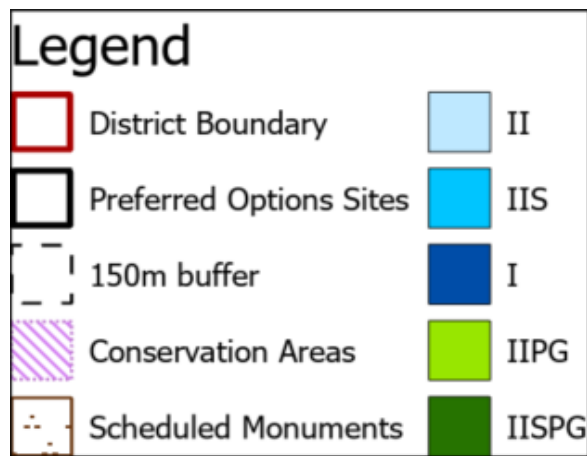 Legend
District Boundary
II
Preferred Options Sites
IIS
150m buffer
I
Conservation Areas
IIPG
Scheduled Monuments
IISPG